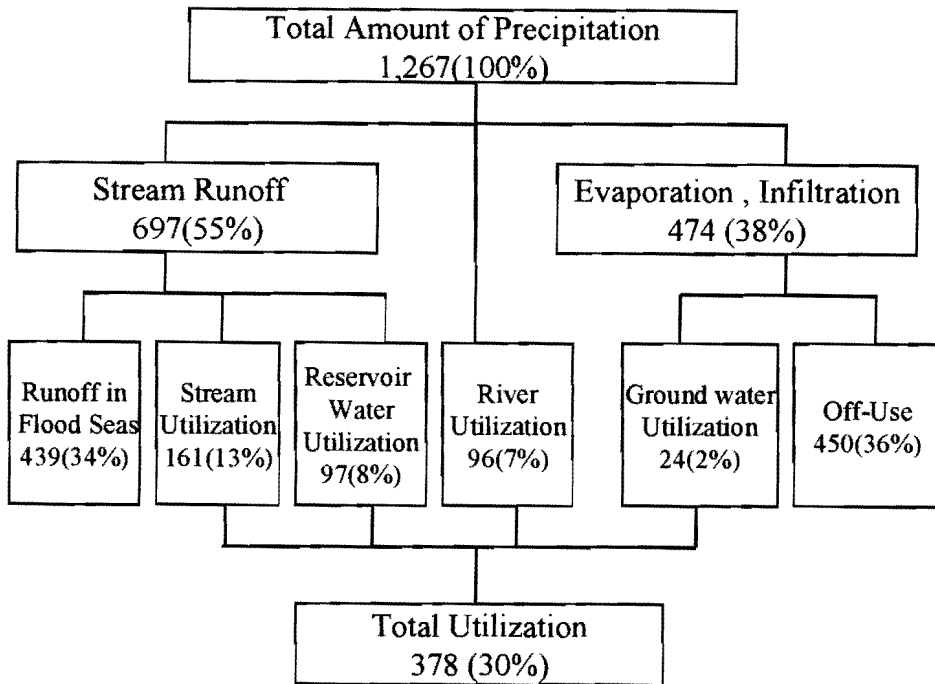 Total Amount of Precipitation
1,267(100%)
Stream Runoff
697(55%)
Evaporation , Infiltration
474 (38%)
Runoff in
Flood Seas
439(34%)
Stream
Utilization
161(13%)
Reservoir
Water
Utilization
97(8%)
River
Utilization
96(7%)
Ground water
Utilization
24(2%)
Off-Use
450(36%)
Total Utilization
378 (30%)